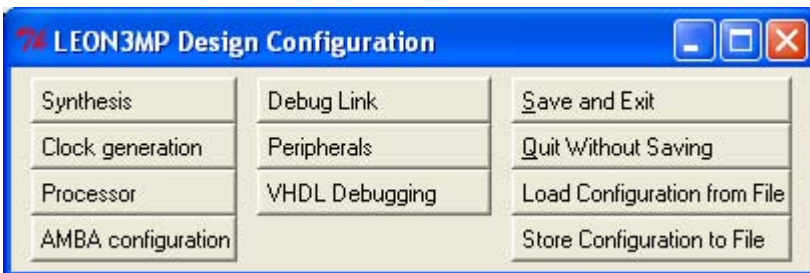 LEON3MP Design Configuration
Synthesis
Debug Link
Save and Exit
Clock generation
Peripherals
Quit Without Saving
Processor
VHDL Debugging
Load Configuration from File
AMBA configuration
Store Configuration to File